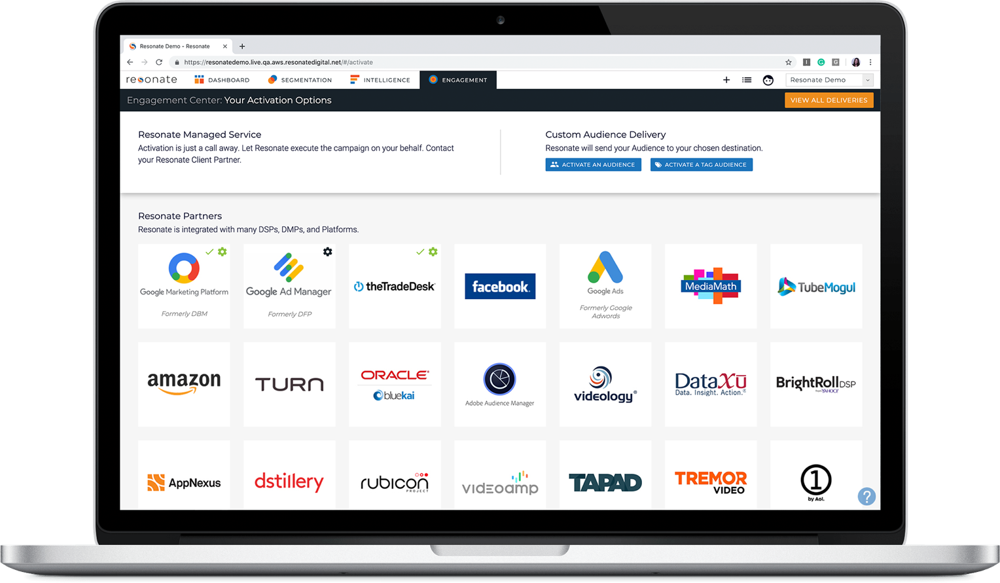 Resonate Demo - Resonate
https://resonatedemo.live.qa.aws.resonatedigital.net/#/activate
resonate DASHBOARD SEGMENTATION INTELLIGENCE ENGAGEMENT Resonate Demo
Engagement Center: Your Activation Options VIEW ALL DELIVERIES
Resonate Managed Service
Activation is just a call away. Let Resonate execute the campaign on your behalf. Contact
your Resonate Client Partner.
Custom Audience Delivery
Resonate will send your Audience to your chosen destination.
ACTIVATE AN AUDIENCE ACTIVATE A TAG AUDIENCE
Resonate Partners
Resonate is integrated with many DSPs, DMPs, and Platforms.
Google Marketing Platform
Formerly DBM
Google Ad Manager
Formerly DFP
theTradeDesk
facebook.
Google Ads
Formerly Google
Adwords
MediaMath
TubeMogul
amazon
TURN
ORACLE®
bluekai
Adobe Audience Manager
videology®
DataXū
Data. Insight. Action.®
BrightRoll DSP
from YAHOO!
AppNexus
dstillery
rubicon
PROJECT
videoamp
TAPAD
TREMOR
VIDEO
1
by Aol.
?